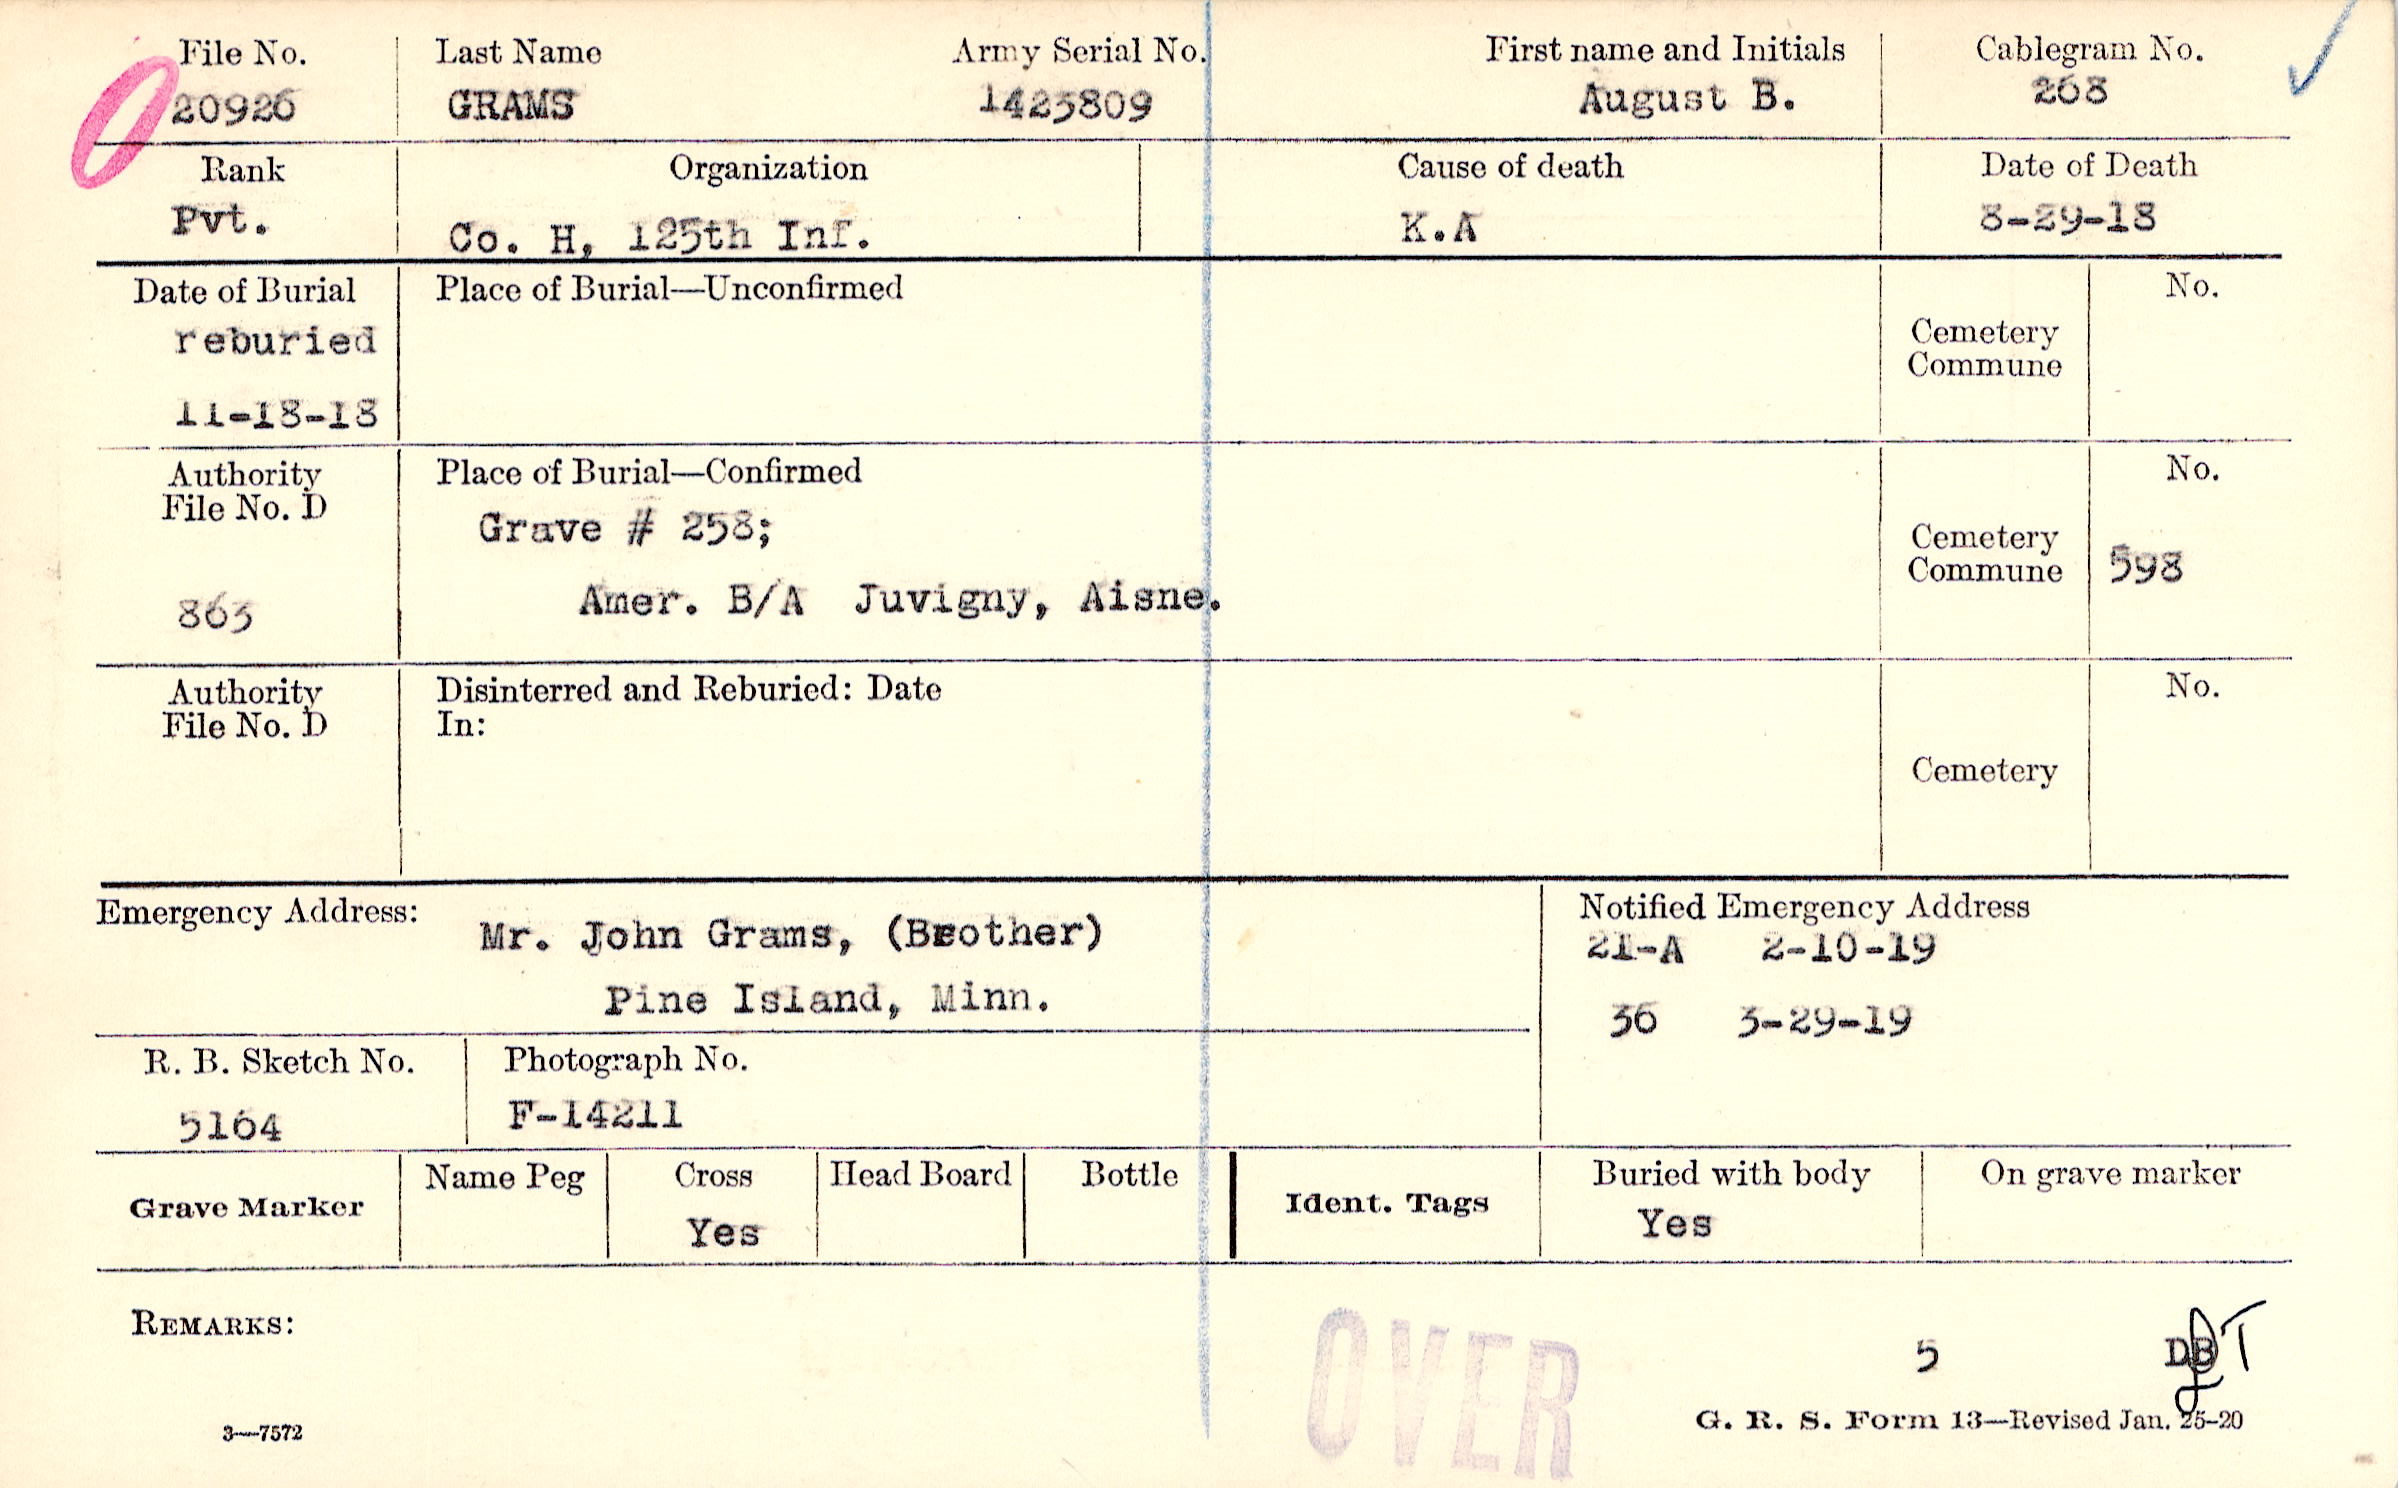 File No. Last Name Army Serial No. First name and Initials Cablegram No.
20926 GRAMS 1425809 August B. 268
Rank Organization Cause of death Date of Death
Pvt. Co. H, 125th Inf. K.A 8-29-18
Date of Burial Place of Burial—Unconfirmed No.
reburied Cemetery
Commune
11-18-18
Authority Place of Burial—Confirmed No.
File No. D
Grave # 258;
Cemetery
Commune 598
863 Amer. B/A Juvigny, Aisne.
Authority Disinterred and Reburied: Date No.
File No. D In:
Cemetery
Emergency Address: Notified Emergency Address
Mr. John Grams, (Brother) 21-A 2-10-19
Pine Island, Minn. 36 3-29-19
R. B. Sketch No. Photograph No.
5164 F-14211
Grave Marker Name Peg Cross Head Board Bottle Ident. Tags Buried with body On grave marker
Yes Yes
REMARKS:
OVER
5 DB
3—7572 G. R. S. Form 13—Revised Jan. 25-20